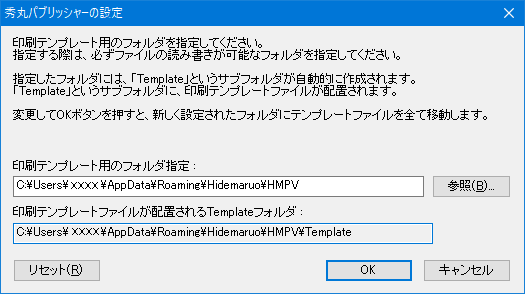 秀丸パブリッシャーの設定
印刷テンプレート用のフォルダを指定してください。
指定する際は、必ずファイルの読み書きが可能なフォルダを指定してください。
指定したフォルダには、「Template」というサブフォルダが自動的に作成されます。
「Template」というサブフォルダに、印刷テンプレートファイルが配置されます。
変更してOKボタンを押すと、新しく設定されたフォルダにテンプレートファイルを全て移動します。
印刷テンプレート用のフォルダ指定：
C:¥Users¥xxxx¥AppData¥Roaming¥Hidemaruo¥HMPV
参照(B)...
印刷テンプレートファイルが配置されるTemplateフォルダ：
C:¥Users¥xxxx¥AppData¥Roaming¥Hidemaruo¥HMPV¥Template
リセット(R)
OK
キャンセル